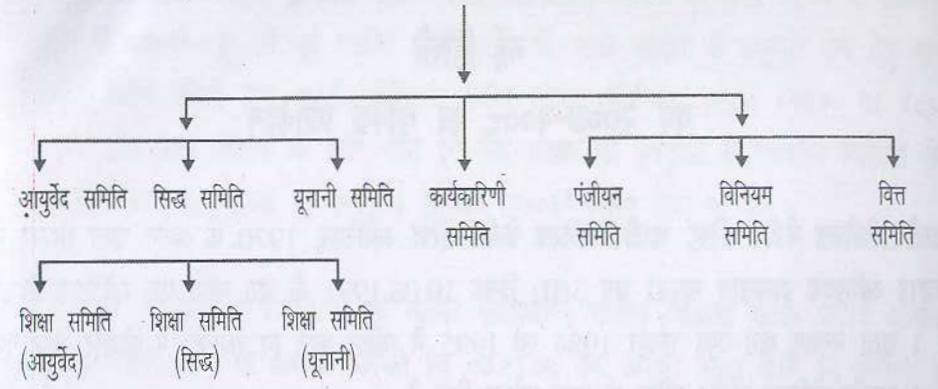 आयुर्वेद समिति सिद्ध समिति यूनानी समिति कार्यकारिणी समिति पंजीयन समिति विनियम समिति वित्त समिति
शिक्षा समिति (आयुर्वेद) शिक्षा समिति (सिद्ध) शिक्षा समिति (यूनानी)